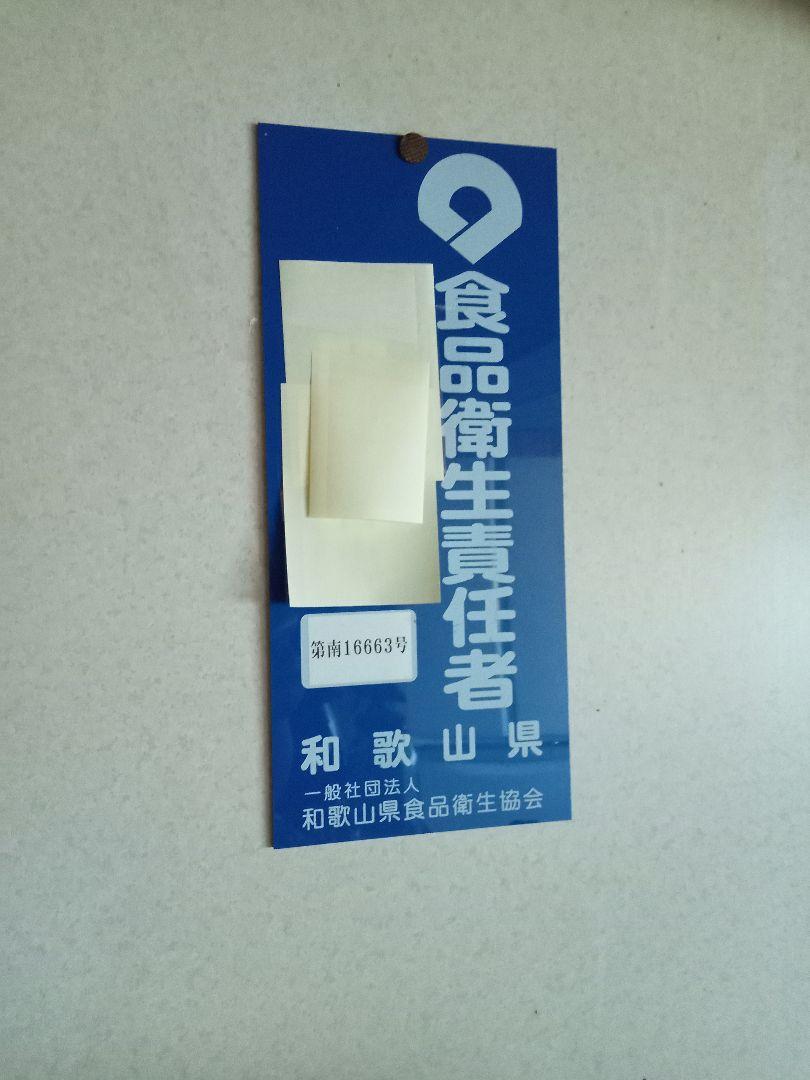 食品衛生責任者
第南16663号
和歌山県
一般社団法人
和歌山県食品衛生協会